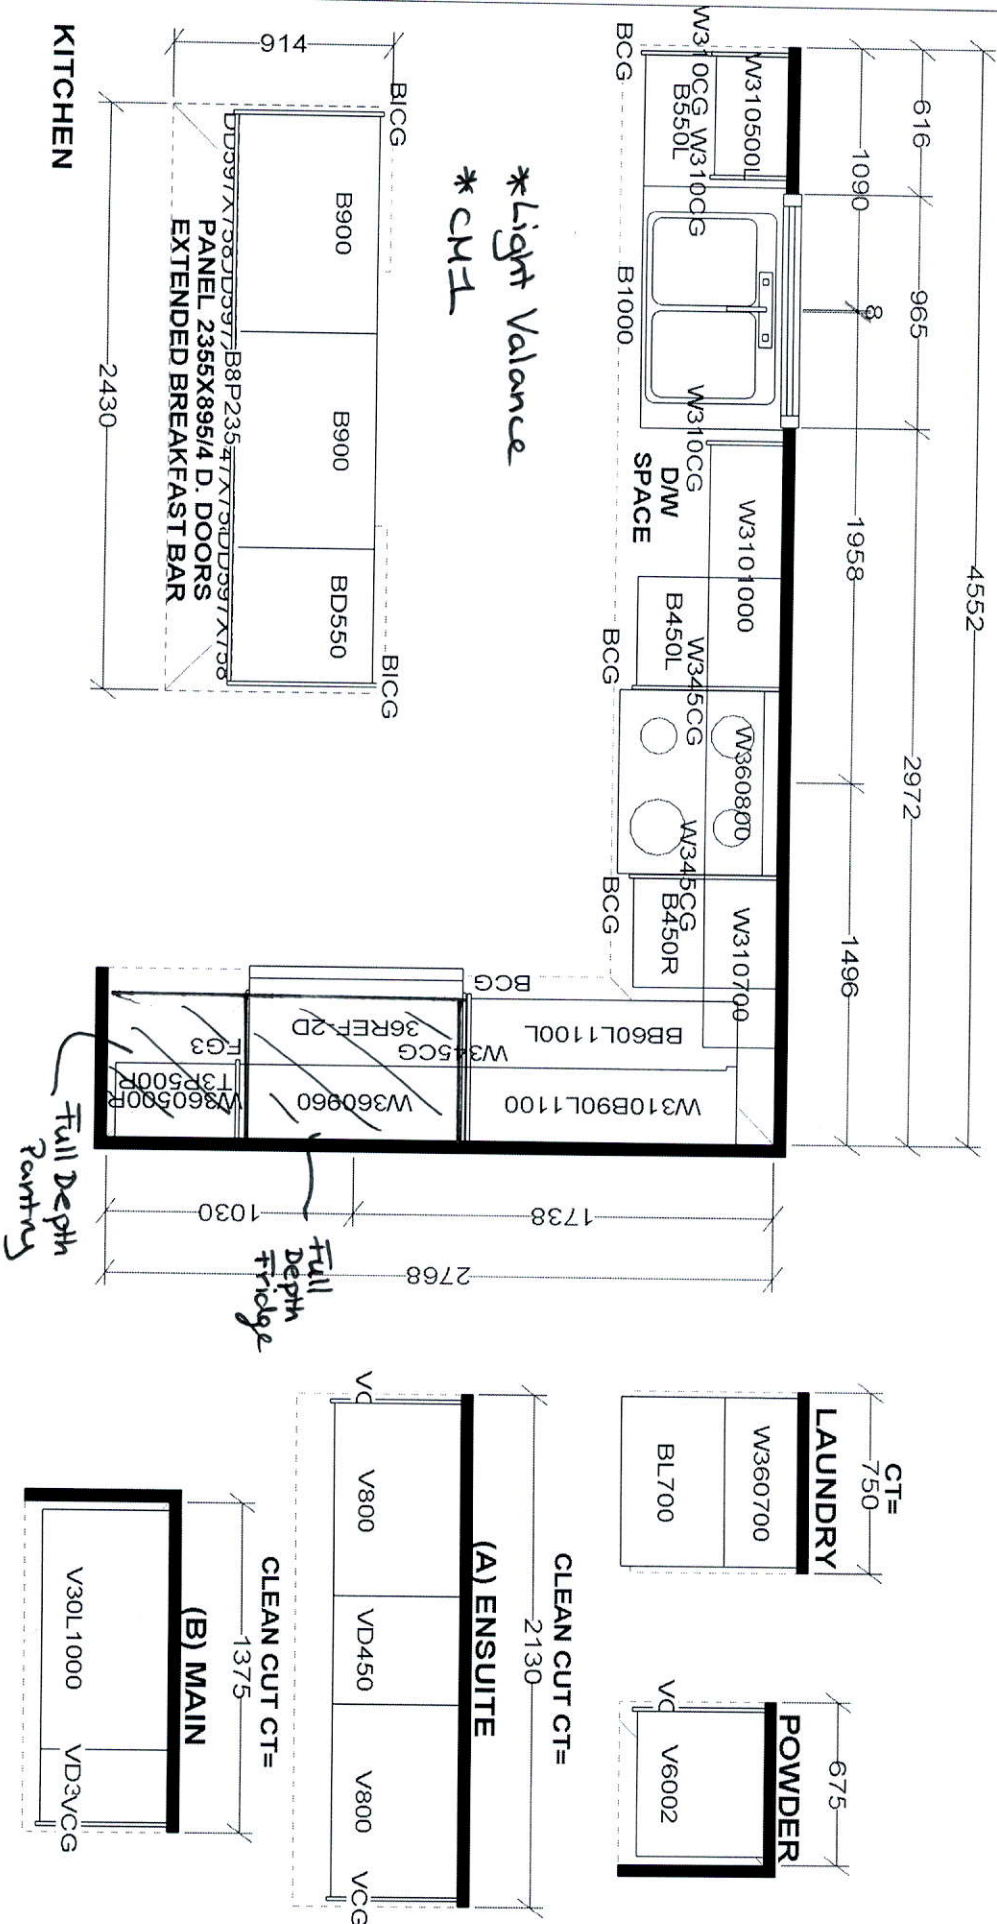 4552
616
965
2972
1090
8
1958
1496
W310500L
W310CG
W310CG
B550L
BCG
B1000
W310CG
D/W
SPACE
W3101000
B450L
W345CG
BCG
W360800
W345CG
BCG
B450R
W310700
BCG
BB60L1100L
W310B90L1100
W345CG
36REF-2D
W360960
W360500R
1738
1030
2768
Full
Depth
Fridge
Full Depth
Pantry
*Light Valance
*CM1
BICG
914
B900
B900
BD550
BICG
PANEL 2355X895/4 D. DOORS
EXTENDED BREAKFAST BAR
2430
KITCHEN
CT=
750
LAUNDRY
W360700
BL700
675
POWDER
V6002
CLEAN CUT CT=
2130
(A) ENSUITE
V800
VD450
V800
VCG
CLEAN CUT CT=
1375
(B) MAIN
V30L1000
VCG